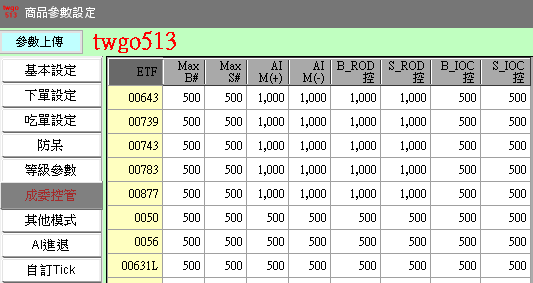 twgo 513 商品參數設定
參數上傳 twgo513
基本設定
下單設定
吃單設定
防呆
等級參數
成委控管
其他模式
AI進退
自訂Tick
ETF Max B# Max S# AI M(+) AI M(-) B_ROD 控 S_ROD 控 B_IOC 控 S_IOC 控
00643 500 500 1,000 1,000 1,000 1,000 500 500
00739 500 500 1,000 1,000 1,000 1,000 500 500
00743 500 500 1,000 1,000 1,000 1,000 500 500
00783 500 500 1,000 1,000 1,000 1,000 500 500
00877 500 500 1,000 1,000 1,000 1,000 500 500
0050 500 500 500 500 500 500 500 500
0056 500 500 500 500 500 500 500 500
00631L 500 500 500 500 500 500 500 500